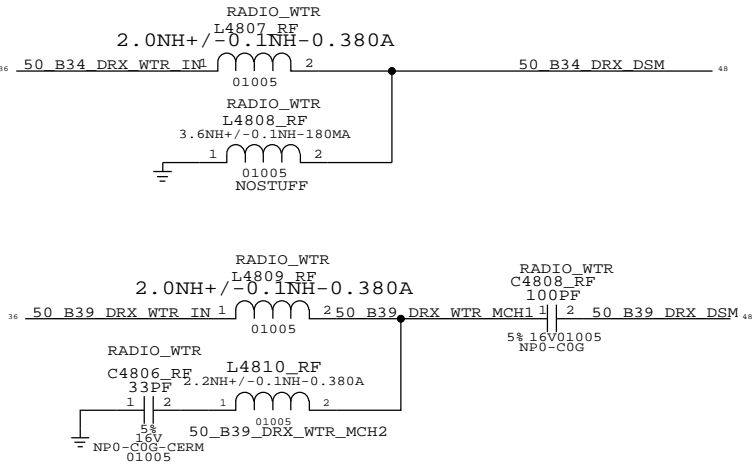 RADIO_WTR
L4807_RF
2.0NH+/-0.1NH-0.380A
36 50_B34_DRX_WTR_IN 1 2 50_B34_DRX_DSM 48
01005
RADIO_WTR
L4808_RF
3.6NH+/-0.1NH-180MA
1 2
01005
NOSTUFF
RADIO_WTR
L4809_RF
2.0NH+/-0.1NH-0.380A
RADIO_WTR
C4808_RF
100PF
36 50_B39_DRX_WTR_IN 1 2 50_B39_DRX_WTR_MCH1 1 2 50_B39_DRX_DSM 48
01005
5% 16V01005
NP0-C0G
RADIO_WTR
C4806_RF
33PF
L4810_RF
2.2NH+/-0.1NH-0.380A
1 2 1 2
01005
50_B39_DRX_WTR_MCH2
5%
16V
NP0-C0G-CERM
01005